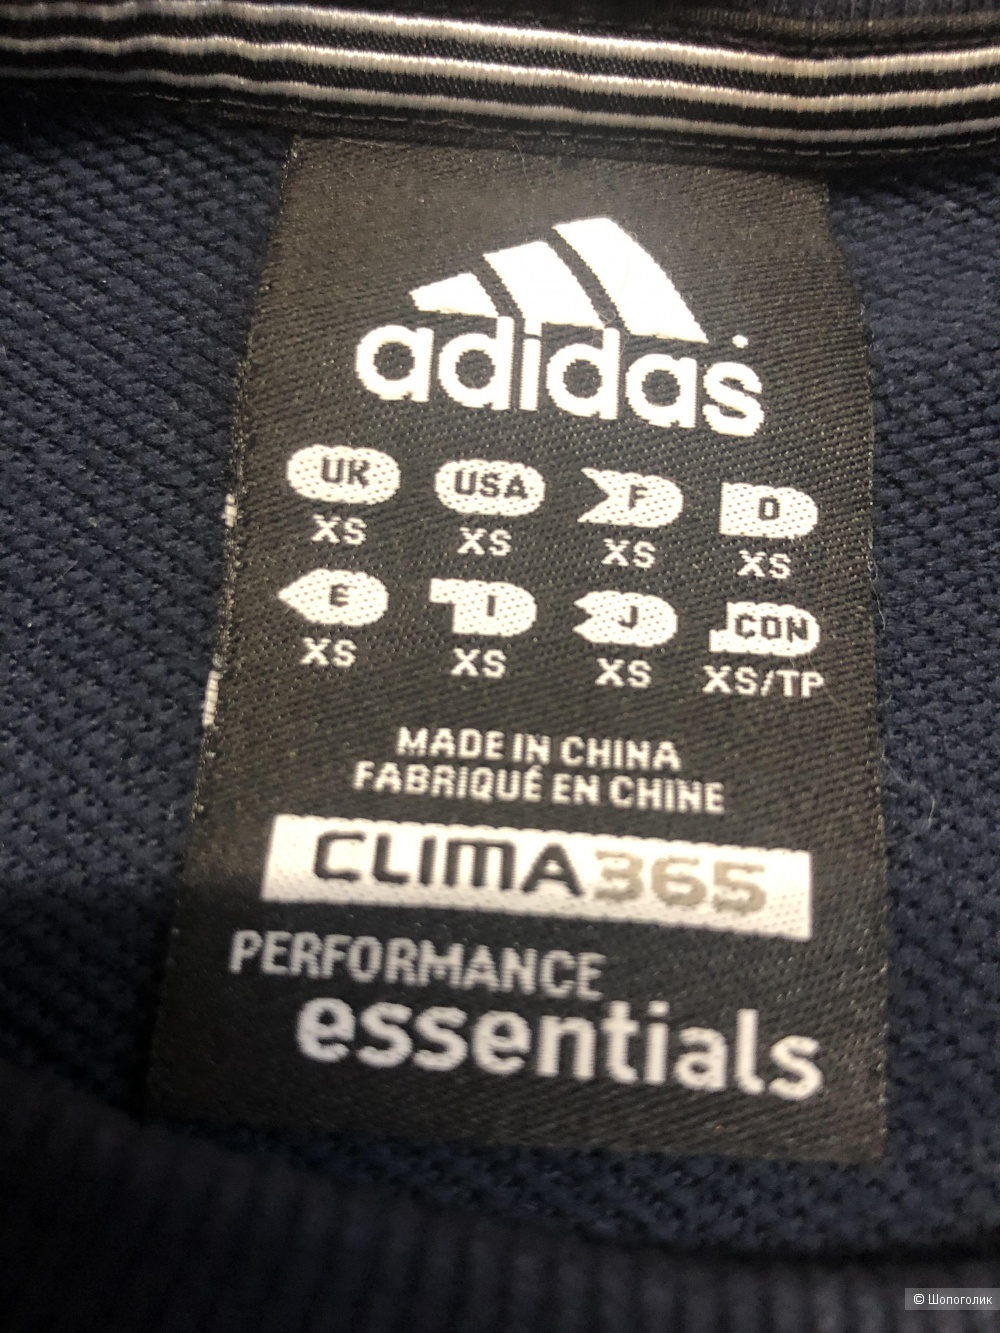 adidas
UK USA F D
XS XS XS XS
E I J CON
XS XS XS XS/TP
MADE IN CHINA
FABRIQUÉ EN CHINE
CLIMA365
PERFORMANCE
essentials
© Шопоголик